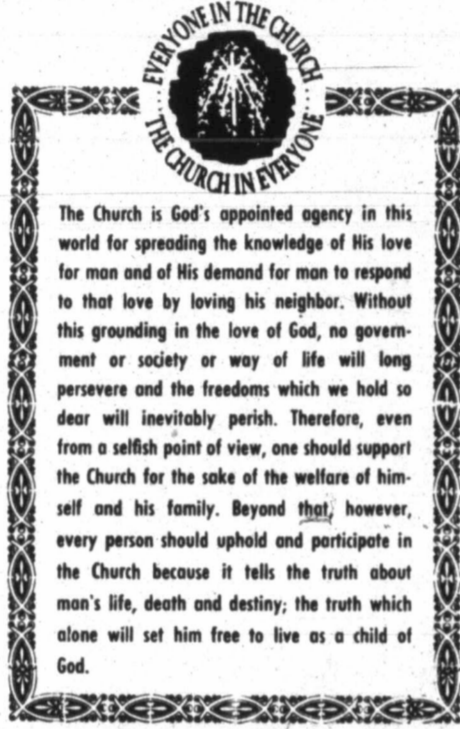 EVERYONE IN THE CHURCH
THE CHURCH IN EVERYONE
The Church is God's appointed agency in this
world for spreading the knowledge of His love
for man and of His demand for man to respond
to that love by loving his neighbor. Without
this grounding in the love of God, no govern-
ment or society or way of life will long
persevere and the freedoms which we hold so
dear will inevitably perish. Therefore, even
from a selfish point of view, one should support
the Church for the sake of the welfare of him-
self and his family. Beyond that, however,
every person should uphold and participate in
the Church because it tells the truth about
man's life, death and destiny; the truth which
alone will set him free to live as a child of
God.